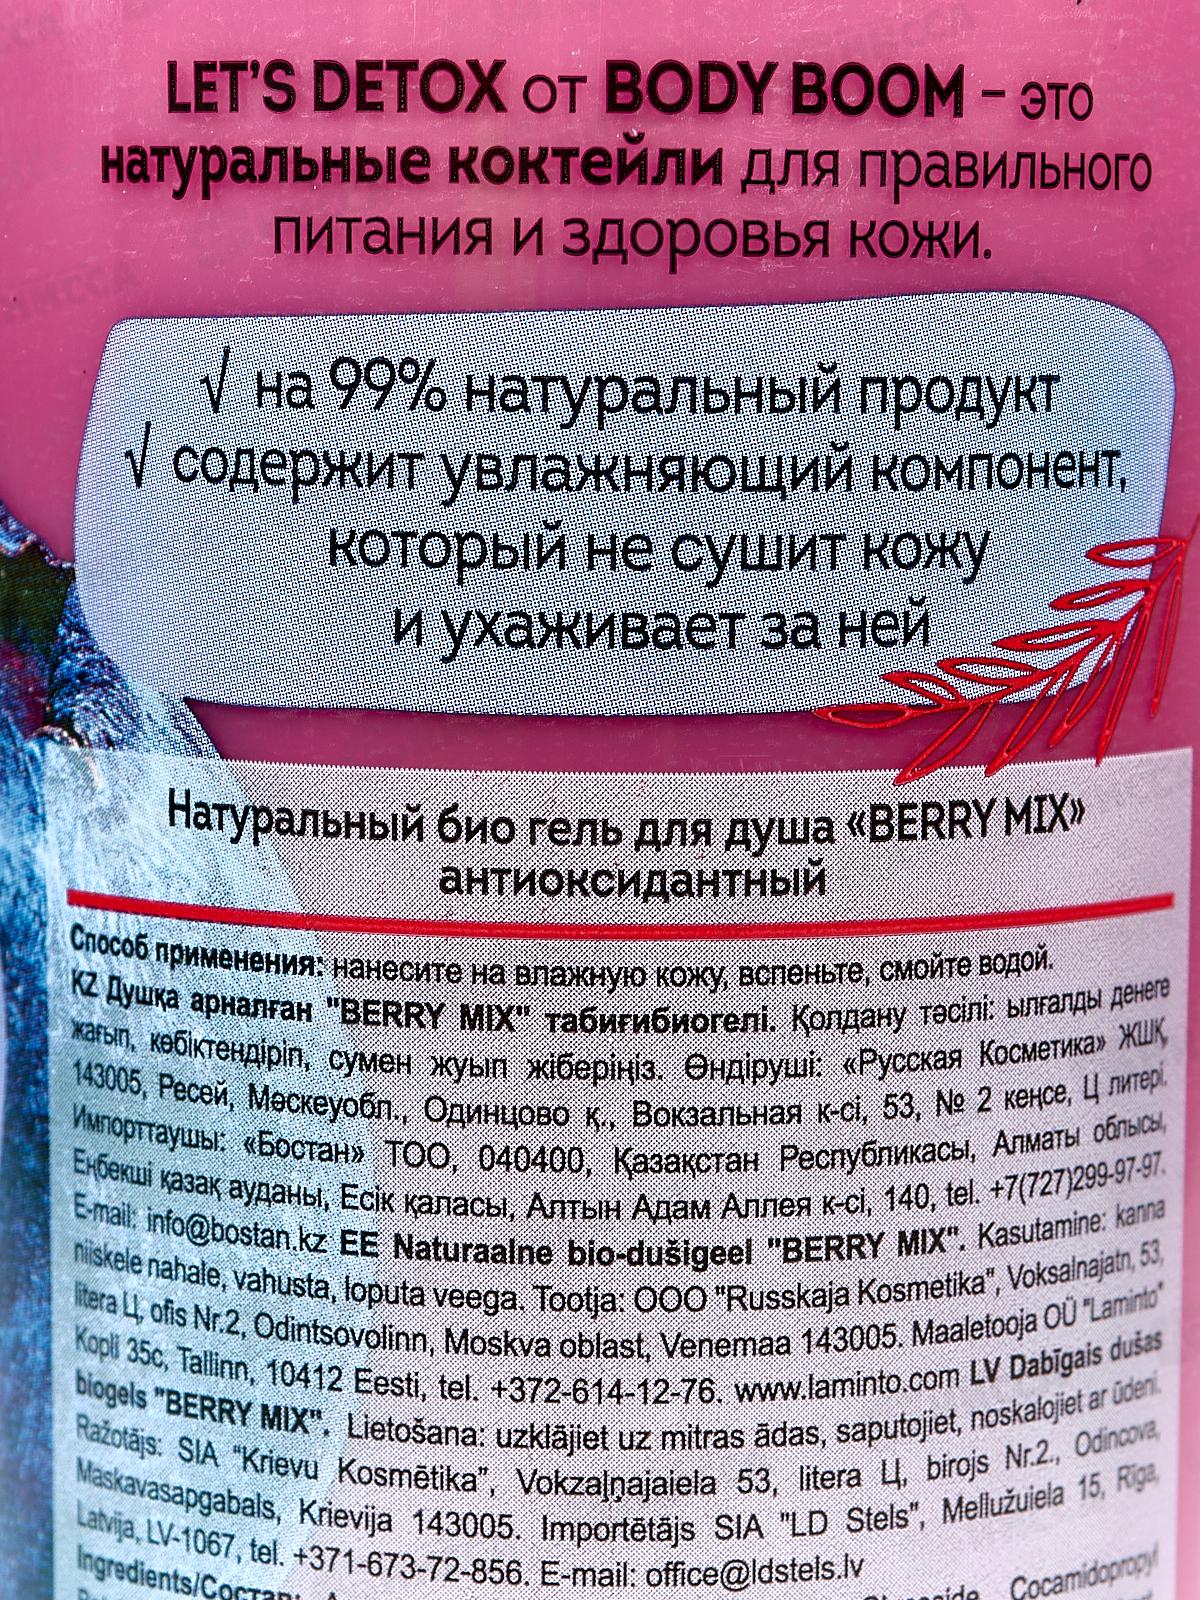 LET'S DETOX от BODY BOOM – это
натуральные коктейли для правильного
питания и здоровья кожи.
√ на 99% натуральный продукт
√ содержит увлажняющий компонент,
который не сушит кожу
и ухаживает за ней
Натуральный био гель для душа «BERRY MIX»
антиоксидантный
Способ применения: нанесите на влажную кожу, вспеньте, смойте водой.
KZ Душқа арналған "BERRY MIX" табиғибиогелі. Қолдану тәсілі: ылғалды денеге
жағып, көбіктендіріп, сумен жуып жіберіңіз. Өндіруші: «Русская Косметика» ЖШҚ,
143005, Ресей, Мәскеуобл., Одинцово қ., Вокзальная к-сі, 53, № 2 кеңсе, Ц литері.
Импорттаушы: «Бостан» ТОО, 040400, Қазақстан Республикасы, Алматы облысы,
Еңбекші қазақ ауданы, Есік қаласы, Алтын Адам Аллея к-сі, 140, tel. +7(727)299-97-97.
E-mail: info@bostan.kz EE Naturaalne bio-dušigeel "BERRY MIX". Kasutamine: kanna
niiskele nahale, vahusta, loputa veega. Tootja: OOO "Russkaja Kosmetika", Voksalnajatn, 53,
litera Ц, ofis Nr.2, Odintsovolinn, Moskva oblast, Venemaa 143005. Maaletooja OÜ "Laminto"
Kopli 35c, Tallinn, 10412 Eesti, tel. +372-614-12-76. www.laminto.com LV Dabīgais dušas
biogels "BERRY MIX". Lietošana: uzklājiet uz mitras ādas, saputojiet, noskalojiet ar ūdeni.
Ražotājs: SIA "Krievu Kosmētika", Vokzaļņajaiela 53, litera Ц, birojs Nr.2., Odincova,
Maskavasapgabals, Krievija 143005. Importētājs SIA "LD Stels", Mellužuiela 15, Rīga,
Latvija, LV-1067, tel. +371-673-72-856. E-mail: office@ldstels.lv
Ingredients/Состав: Cocamidopropyl